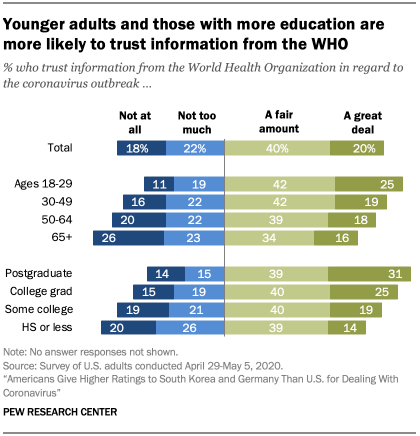 Younger adults and those with more education are
more likely to trust information from the WHO
% who trust information from the World Health Organization in regard to
the coronavirus outbreak ...
Not at all Not too much A fair amount A great deal
Total 18% 22% 40% 20%
Ages 18-29 11 19 42 25
30-49 16 22 42 19
50-64 20 22 39 18
65+ 26 23 34 16
Postgraduate 14 15 39 31
College grad 15 19 40 25
Some college 19 21 40 19
HS or less 20 26 39 14
Note: No answer responses not shown.
Source: Survey of U.S. adults conducted April 29-May 5, 2020.
“Americans Give Higher Ratings to South Korea and Germany Than U.S. for Dealing With
Coronavirus”
PEW RESEARCH CENTER